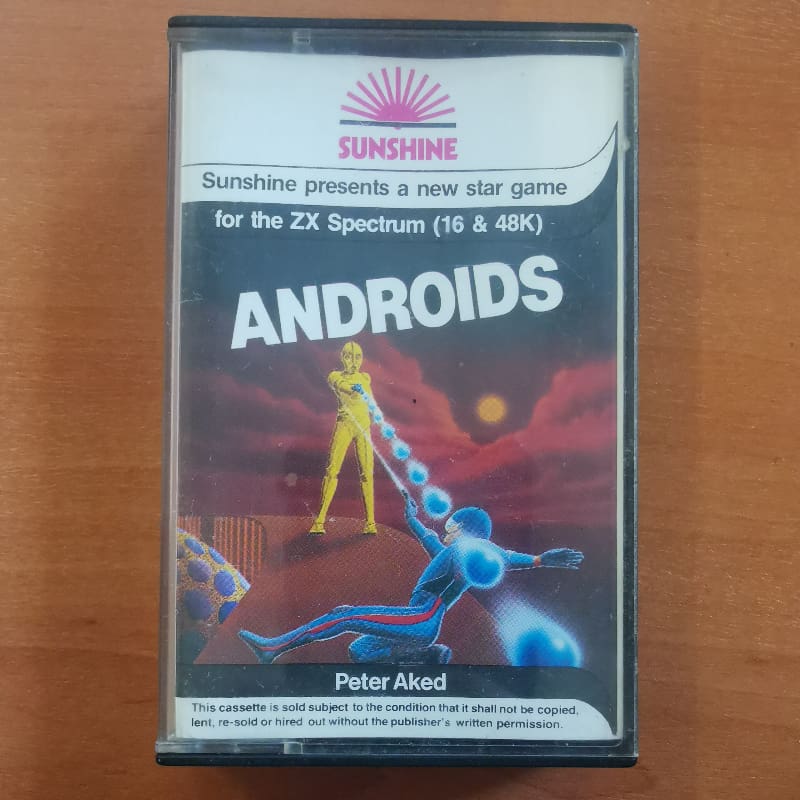 SUNSHINE
Sunshine presents a new star game
for the ZX Spectrum (16 & 48K)
ANDROIDS
Peter Aked
This cassette is sold subject to the condition that it shall not be copied,
lent, re-sold or hired out without the publisher's written permission.